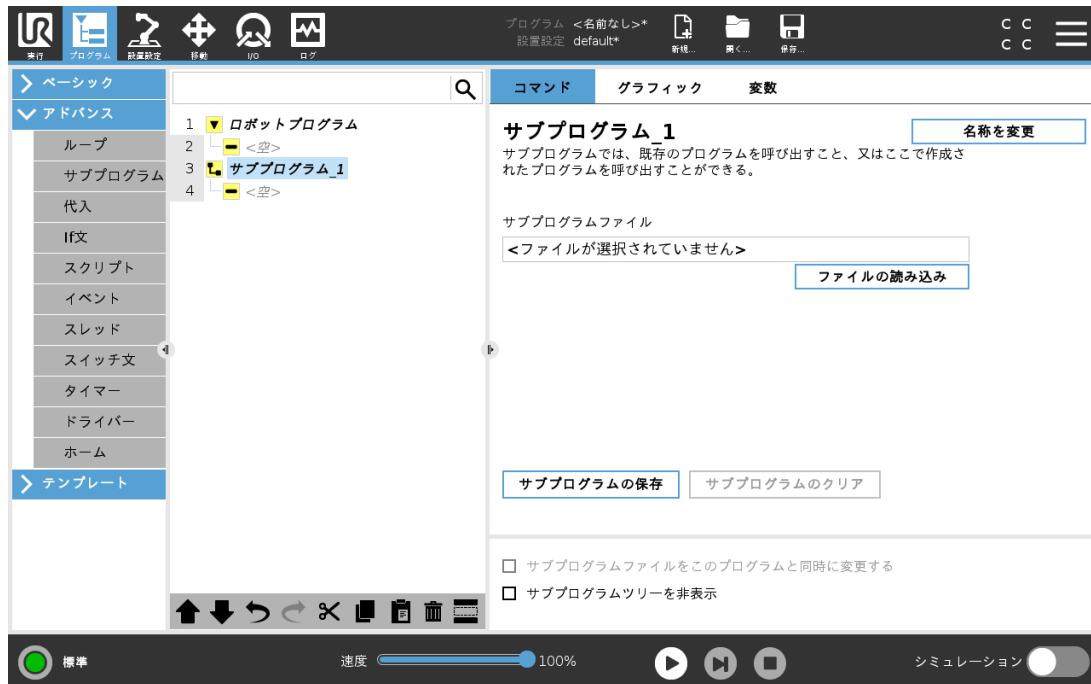 UR
実行
プログラム
設置設定
移動
I/O
ログ
プログラム <名前なし>*
設置設定 default*
新規...
開く...
保存...
C C
C C
ベーシック
アドバンス
ループ
サブプログラム
代入
If文
スクリプト
イベント
スレッド
スイッチ文
タイマー
ドライバー
ホーム
テンプレート
1 ロボットプログラム
2 <空>
3 サブプログラム_1
4 <空>
コマンド グラフィック 変数
サブプログラム_1
名称を変更
サブプログラムでは、既存のプログラムを呼び出すこと、又はここで作成さ
れたプログラムを呼び出すことができる。
サブプログラムファイル
<ファイルが選択されていません>
ファイルの読み込み
サブプログラムの保存 サブプログラムのクリア
サブプログラムファイルをこのプログラムと同時に変更する
サブプログラムツリーを非表示
標準
速度 100%
シミュレーション